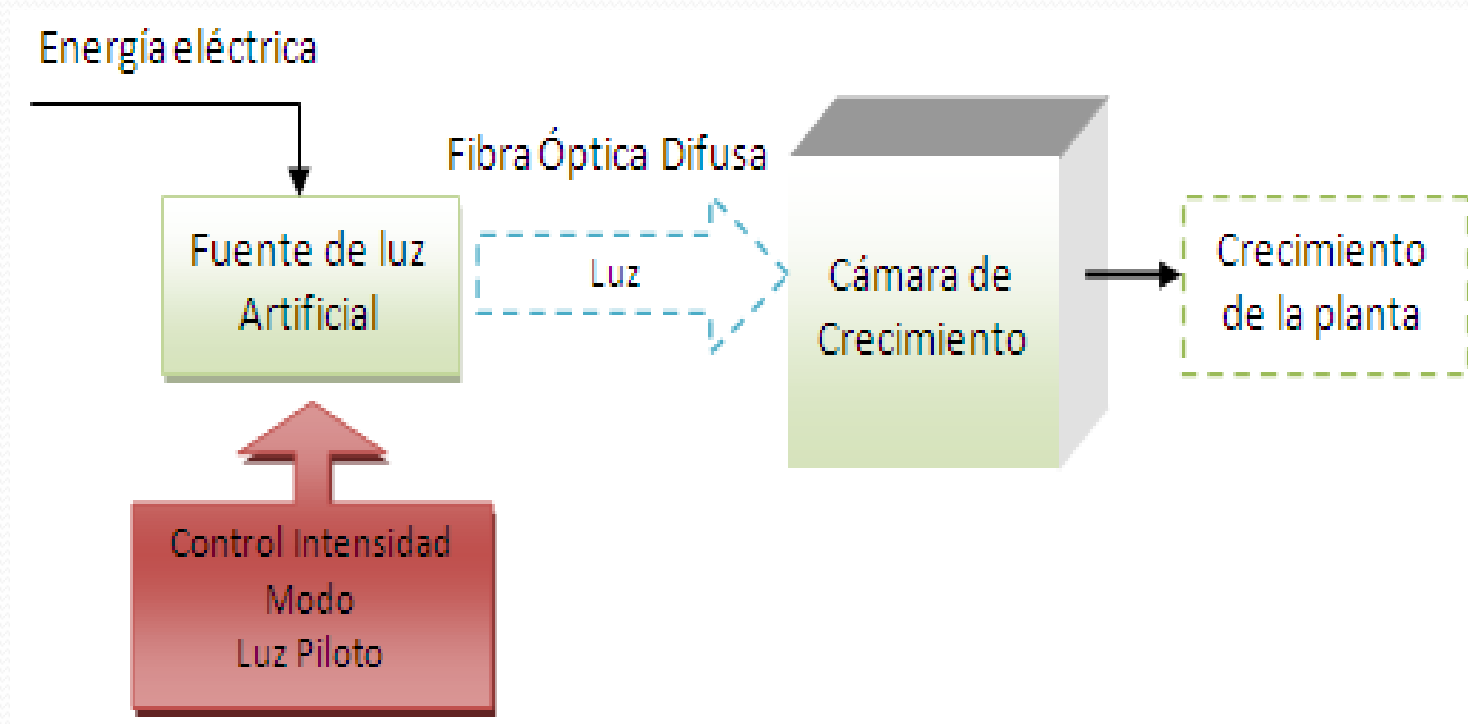 Energía eléctrica
Fibra Óptica Difusa
Fuente de luz
Artificial
Luz
Cámara de
Crecimiento
Crecimiento
de la planta
Control Intensidad
Modo
Luz Piloto